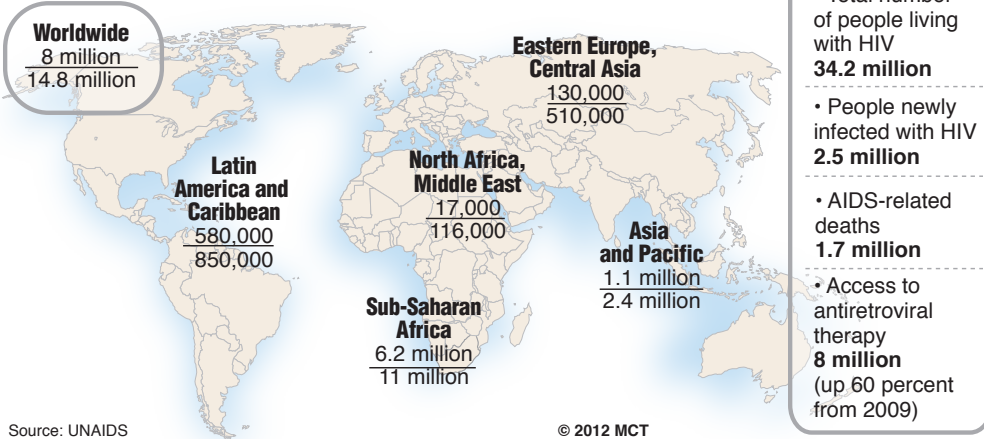 Worldwide
8 million
14.8 million
Eastern Europe,
Central Asia
130,000
510,000
Latin
America and
Caribbean
580,000
850,000
North Africa,
Middle East
17,000
116,000
Asia
and Pacific
1.1 million
2.4 million
Sub-Saharan
Africa
6.2 million
11 million
of people living
with HIV
34.2 million
• People newly
infected with HIV
2.5 million
• AIDS-related
deaths
1.7 million
• Access to
antiretroviral
therapy
8 million
(up 60 percent
from 2009)
Source: UNAIDS
© 2012 MCT